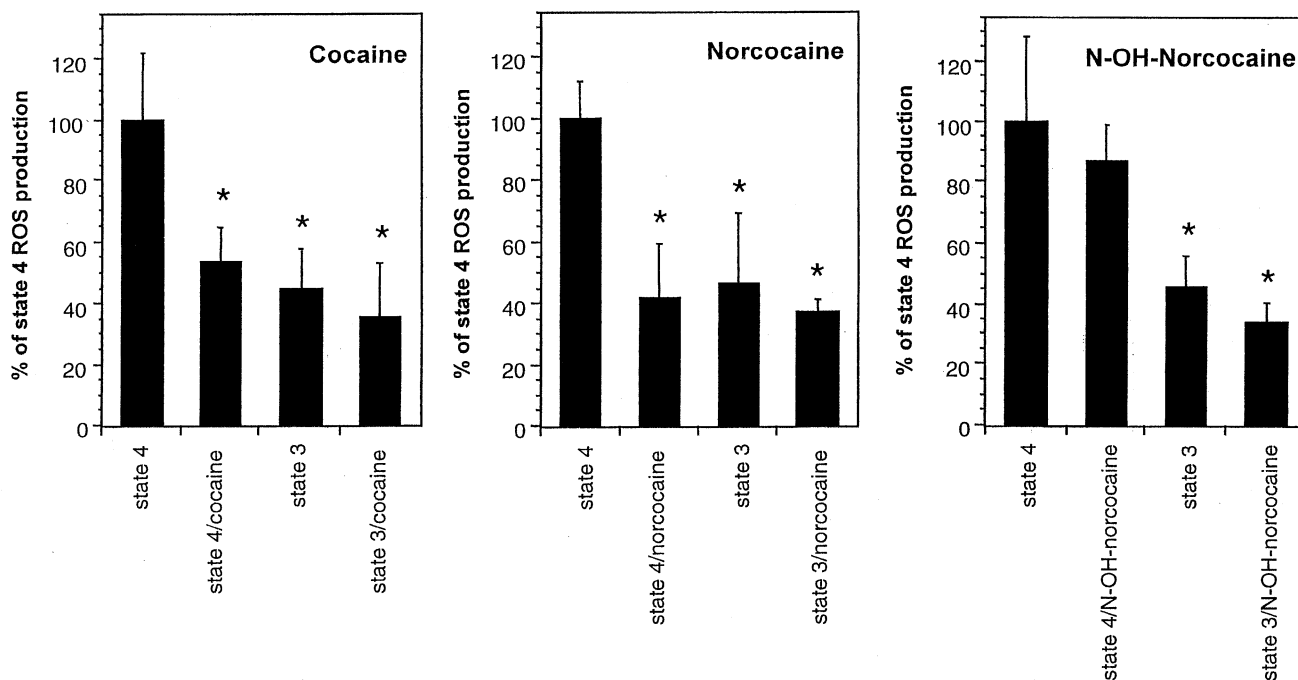 Cocaine
% of state 4 ROS production
120
100
80
60
40
20
0
state 4
state 4/cocaine *
state 3 *
state 3/cocaine *
Norcocaine
% of state 4 ROS production
120
100
80
60
40
20
0
state 4
state 4/norcocaine *
state 3 *
state 3/norcocaine *
N-OH-Norcocaine
% of state 4 ROS production
120
100
80
60
40
20
0
state 4
state 4/N-OH-norcocaine
state 3 *
state 3/N-OH-norcocaine *